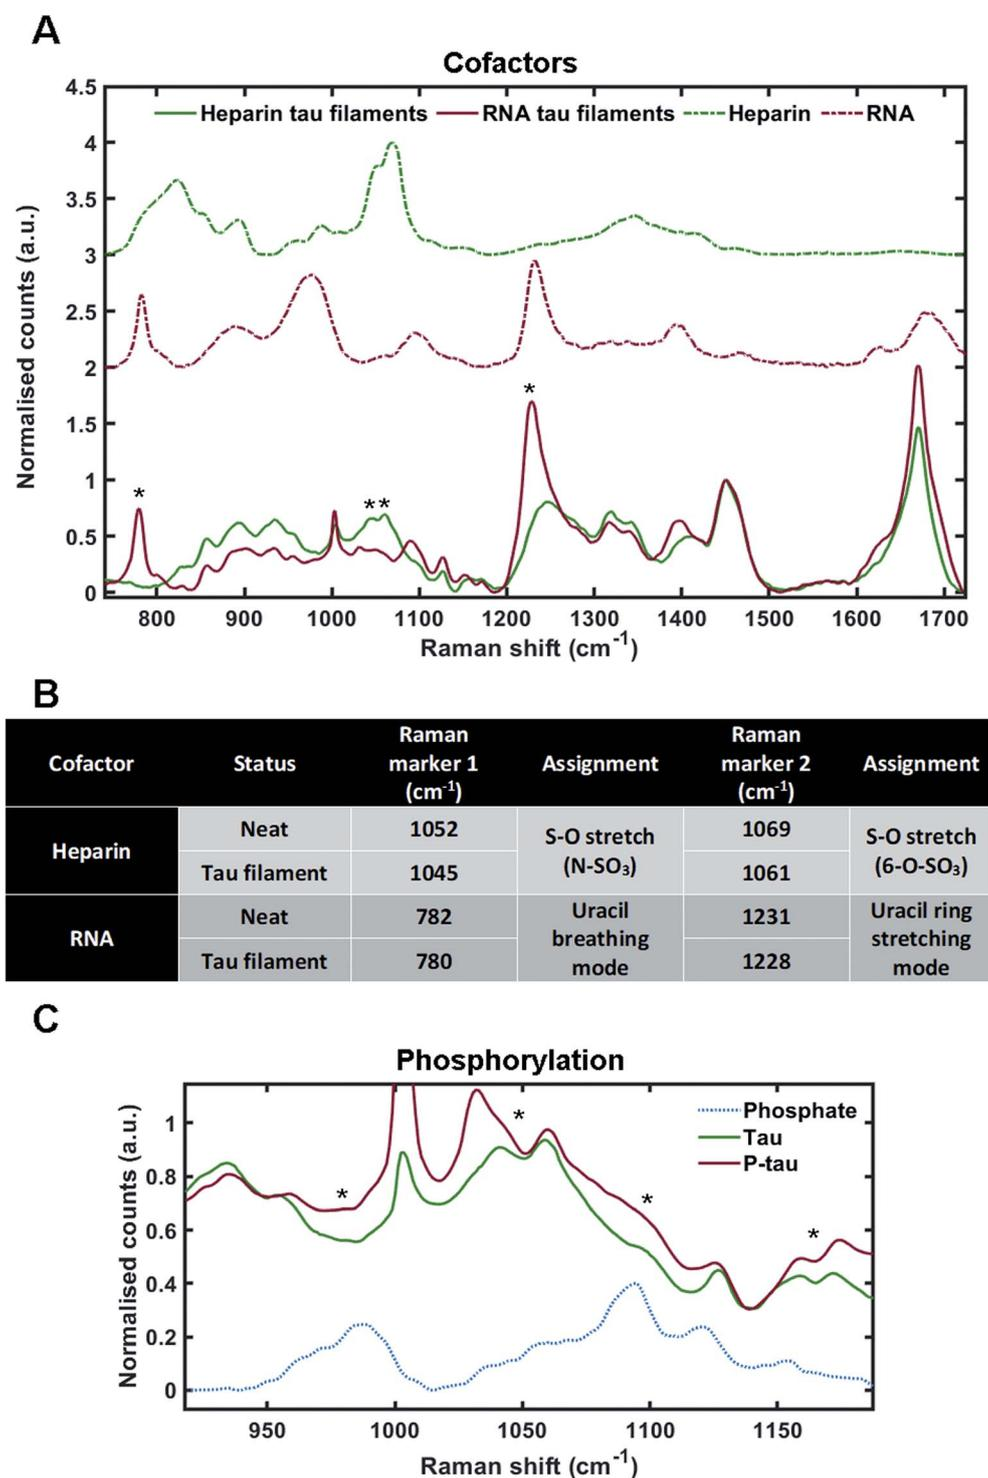 A
Cofactors
4.5
Heparin tau filaments RNA tau filaments Heparin RNA
4
3.5
3
2.5
2
1.5
1
0.5
0
Normalised counts (a.u.)
*
* *
*
800 900 1000 1100 1200 1300 1400 1500 1600 1700
Raman shift (cm⁻¹)
B
Cofactor Status Raman marker 1 (cm⁻¹) Assignment Raman marker 2 (cm⁻¹) Assignment
Heparin Neat 1052 S-O stretch (N-SO₃) 1069 S-O stretch (6-O-SO₃)
Tau filament 1045 1061
RNA Neat 782 Uracil breathing mode 1231 Uracil ring stretching mode
Tau filament 780 1228
C
Phosphorylation
Phosphate
Tau
P-tau
1
0.8
0.6
0.4
0.2
0
Normalised counts (a.u.)
*
*
*
*
950 1000 1050 1100 1150
Raman shift (cm⁻¹)